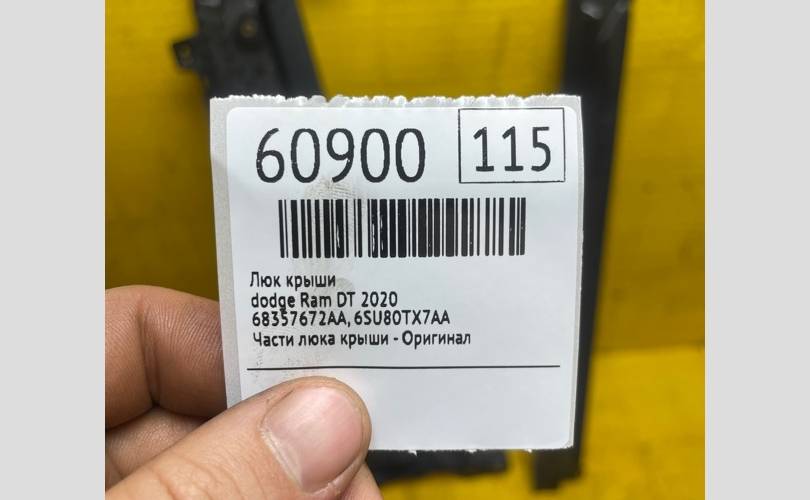 60900 115
Люк крыши
dodge Ram DT 2020
68357672AA, 6SU80TX7AA
Части люка крыши - Оригинал